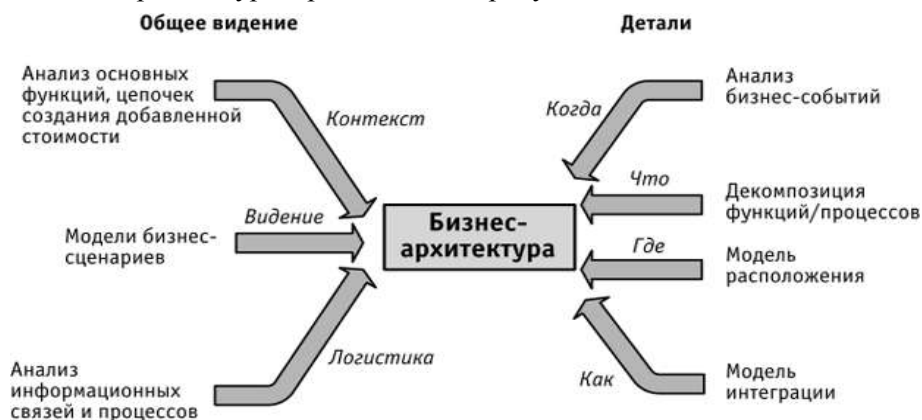 Общее видение
Детали
Анализ основных
функций, цепочек
создания добавленной
стоимости
Контекст
Модели бизнес-
сценариев
Видение
Анализ
информационных
связей и процессов
Логистика
Бизнес-
архитектура
Когда
Анализ
бизнес-событий
Что
Декомпозиция
функций/процессов
Где
Модель
расположения
Как
Модель
интеграции